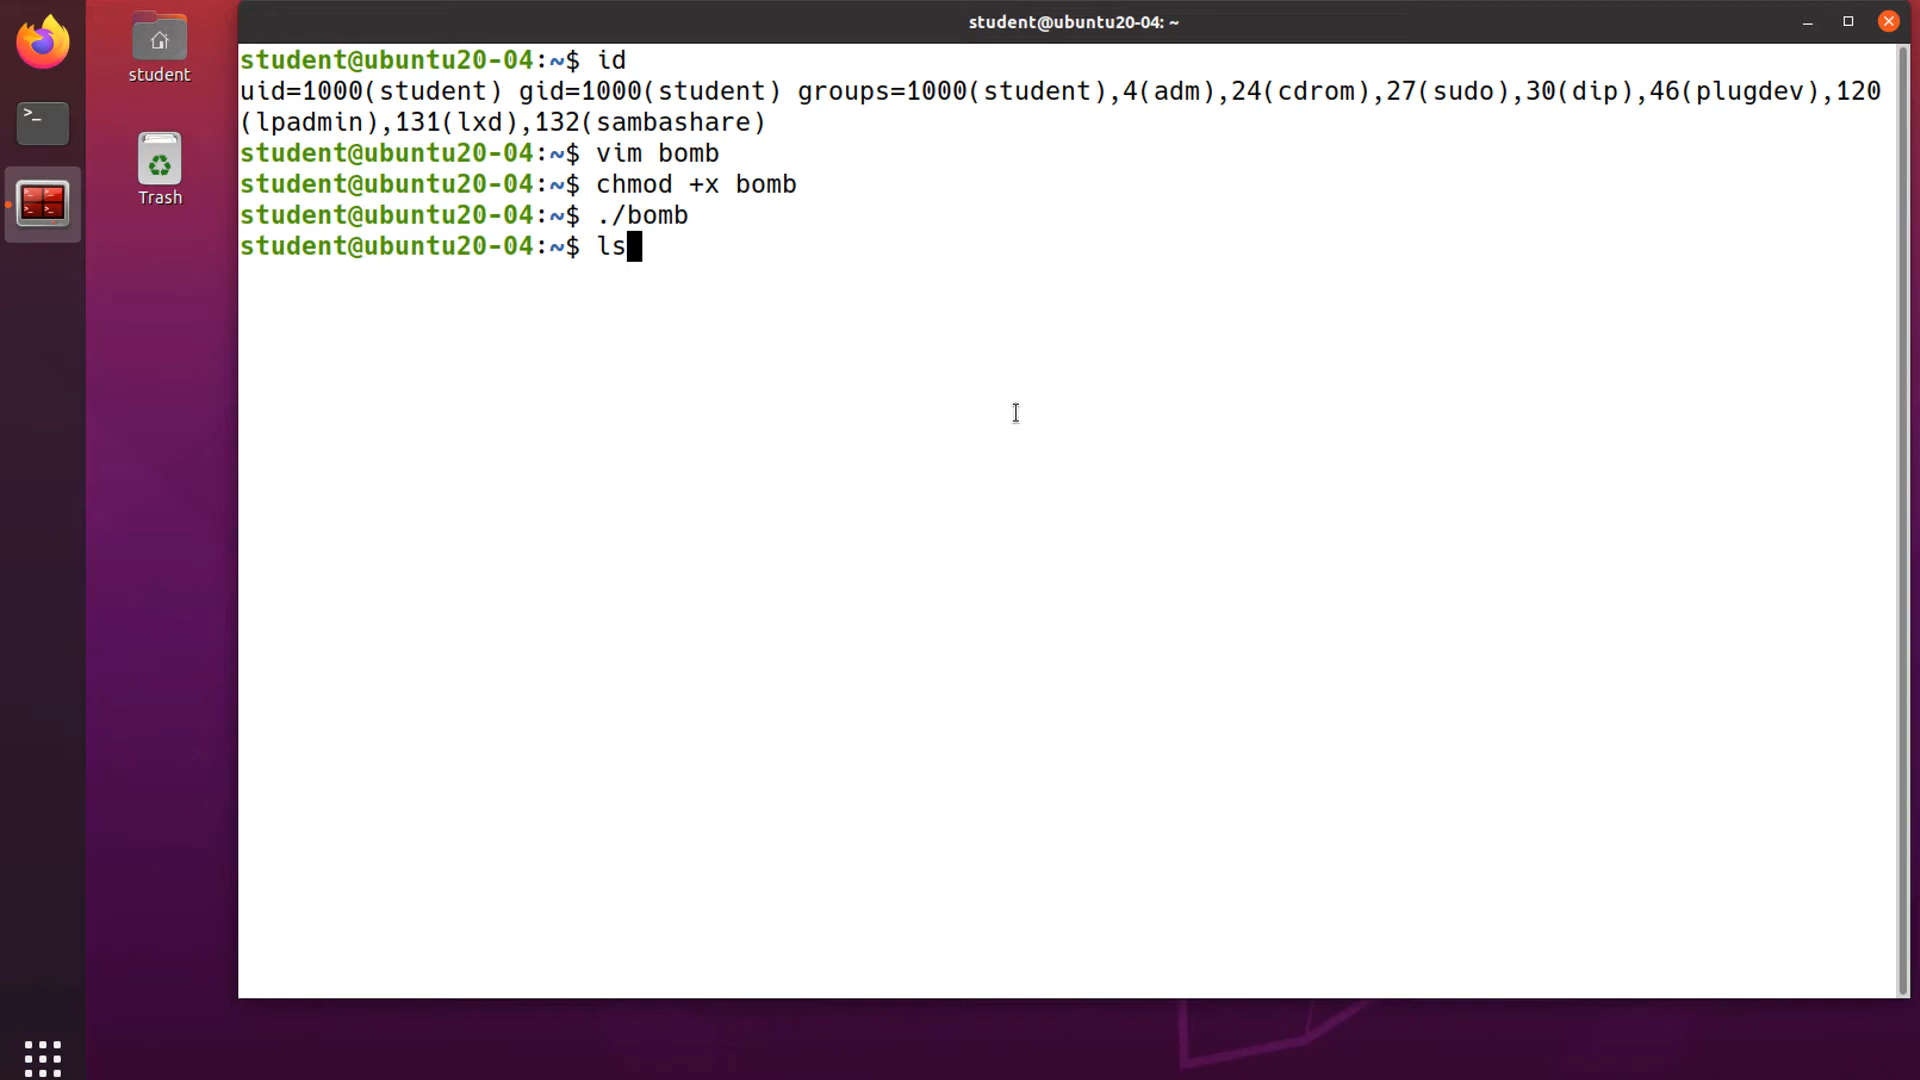 student@ubuntu20-04: ~
student
Trash
>_
student@ubuntu20-04:~$ id
uid=1000(student) gid=1000(student) groups=1000(student),4(adm),24(cdrom),27(sudo),30(dip),46(plugdev),120
(lpadmin),131(lxd),132(sambashare)
student@ubuntu20-04:~$ vim bomb
student@ubuntu20-04:~$ chmod +x bomb
student@ubuntu20-04:~$ ./bomb
student@ubuntu20-04:~$ ls